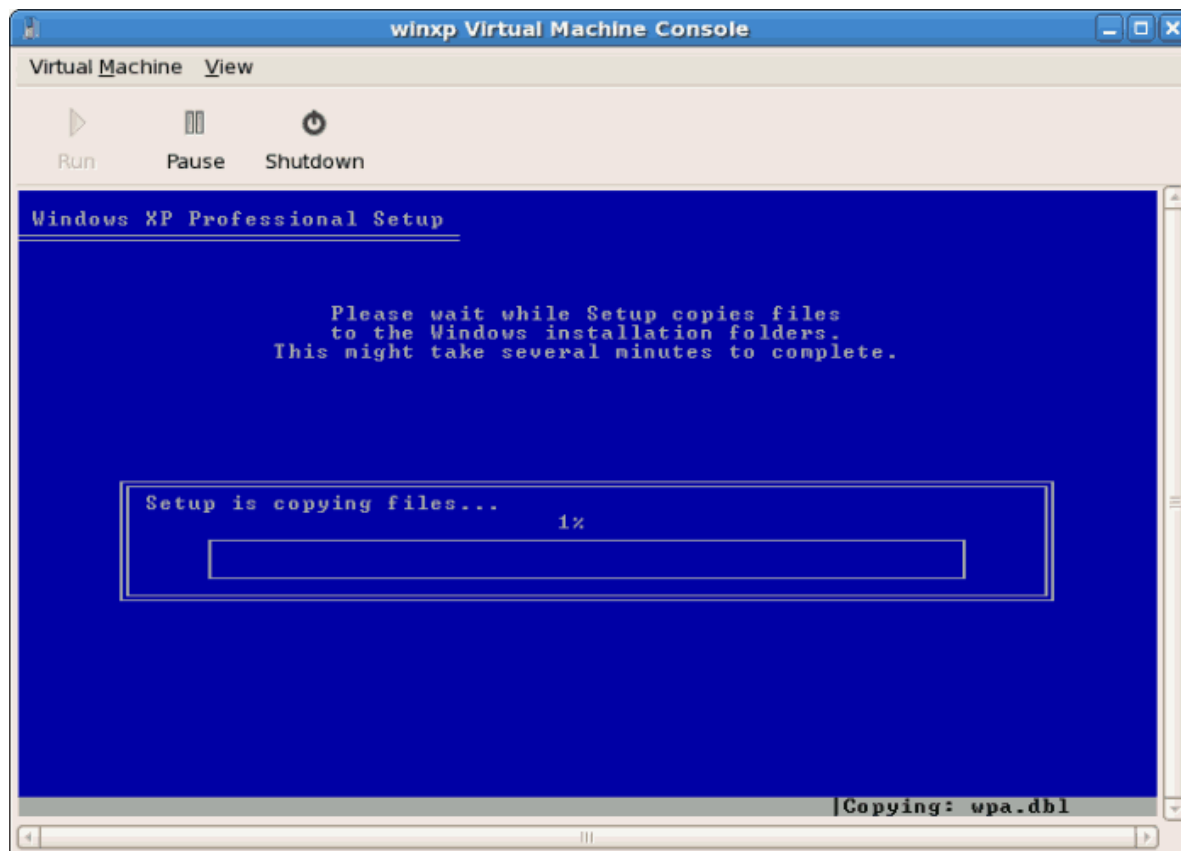 winxp Virtual Machine Console
Virtual Machine View
Run Pause Shutdown
Windows XP Professional Setup
Please wait while Setup copies files
to the Windows installation folders.
This might take several minutes to complete.
Setup is copying files...
1%
|Copying: wpa.dbl